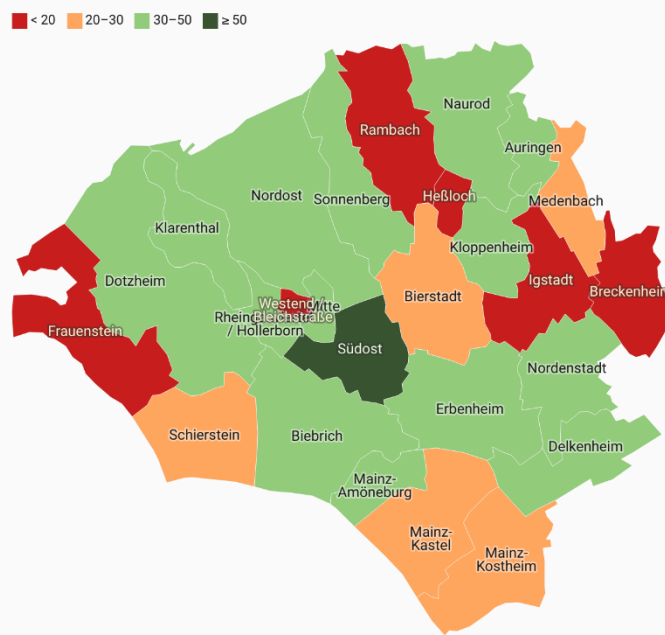 < 20 20–30 30–50 ≥ 50
Naurod
Rambach
Auringen
Heßloch
Nordost
Sonnenberg
Medenbach
Klarenthal
Kloppenheim
Igstadt
Dotzheim
Breckenheim
Bierstadt
Westend /
Bleichstraße
Mitte
/ Hollerborn
Frauenstein
Südost
Nordenstadt
Erbenheim
Schierstein
Biebrich
Delkenheim
Mainz-
Amöneburg
Mainz-
Kastel
Mainz-
Kostheim